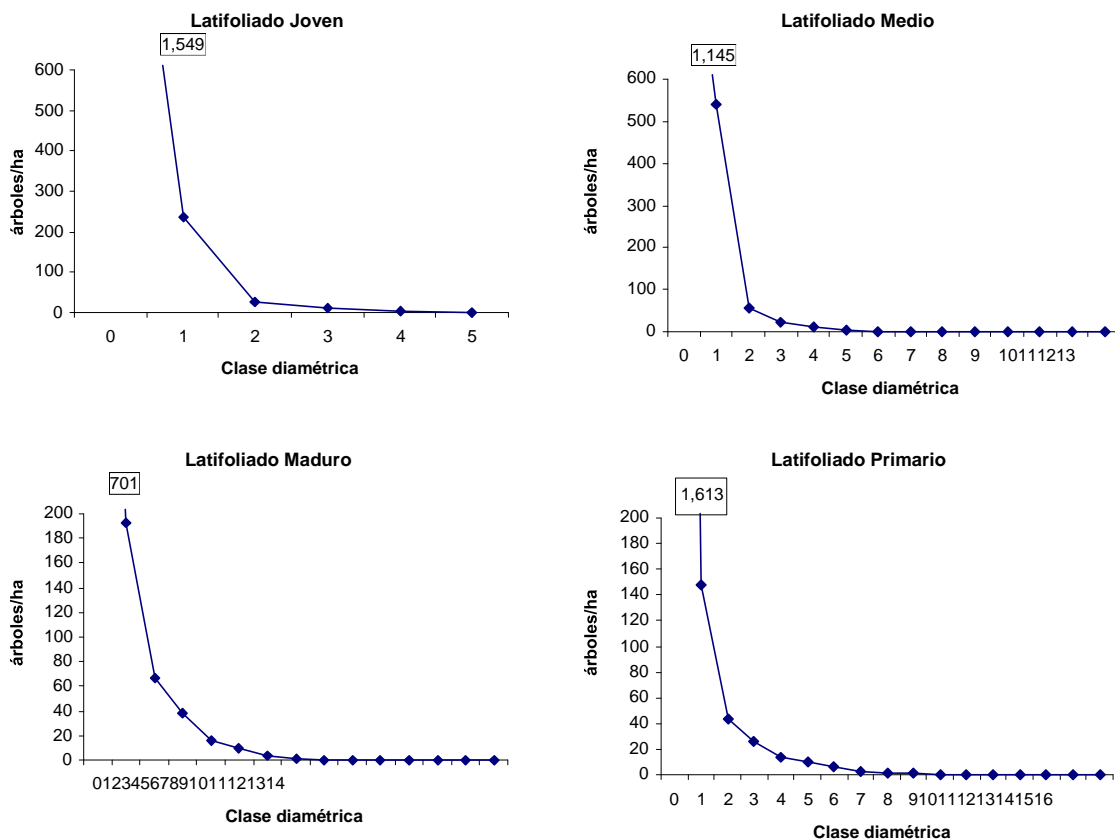 Latifoliado Joven
1,549
600
500
400
300
200
100
0
árboles/ha
0 1 2 3 4 5
Clase diamétrica
Latifoliado Medio
1,145
600
500
400
300
200
100
0
árboles/ha
0 1 2 3 4 5 6 7 8 9 10111213
Clase diamétrica
Latifoliado Maduro
701
200
180
160
140
120
100
80
60
40
20
0
árboles/ha
01234567891011121314
Clase diamétrica
Latifoliado Primario
1,613
200
180
160
140
120
100
80
60
40
20
0
árboles/ha
0 1 2 3 4 5 6 7 8 910111213141516
Clase diamétrica